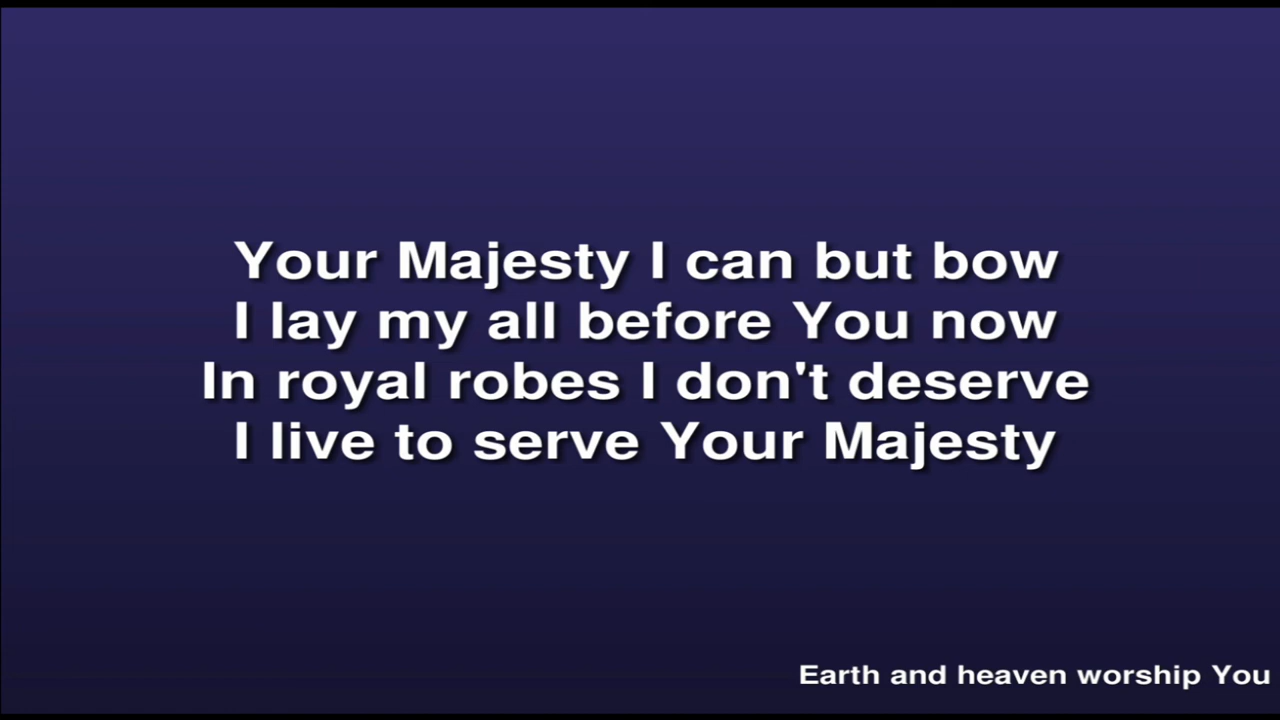 Your Majesty I can but bow
I lay my all before You now
In royal robes I don't deserve
I live to serve Your Majesty
Earth and heaven worship You